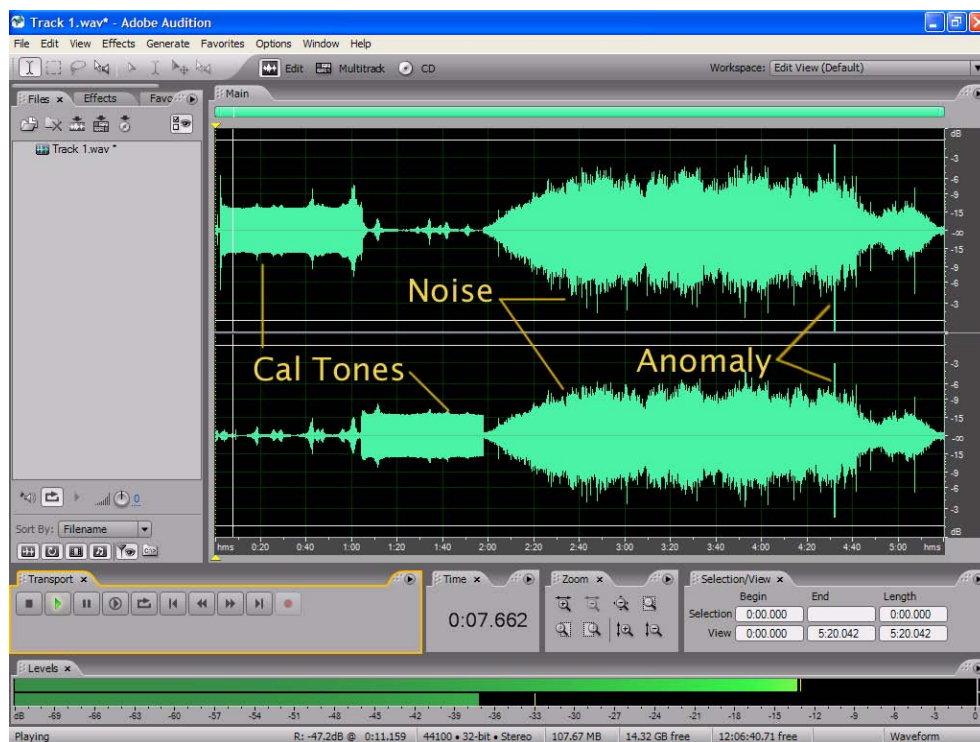 Track 1.wav* - Adobe Audition
File Edit View Effects Generate Favorites Options Window Help
Edit Multitrack CD Workspace: Edit View (Default)
Files x Effects Favo
Main
Track 1.wav *
dB
-3
-6
-9
-15
-∞
-15
-9
-6
-3
Noise
Cal Tones
Anomaly
-3
-6
-9
-15
-∞
-15
-9
-6
-3
dB
0
Sort By: Filename
hms 0:20 0:40 1:00 1:20 1:40 2:00 2:20 2:40 3:00 3:20 3:40 4:00 4:20 4:40 5:00 hms
Transport x Time x Zoom x Selection/View x
Begin End Length
Selection 0:00.000 0:00.000
View 0:00.000 5:20.042 5:20.042
0:07.662
Levels x
dB -69 -66 -63 -60 -57 -54 -51 -48 -45 -42 -39 -36 -33 -30 -27 -24 -21 -18 -15 -12 -9 -6 -3 0
Playing R: -47.2dB @ 0:11.159 44100 • 32-bit • Stereo 107.67 MB 14.32 GB free 12:06:40.71 free Waveform